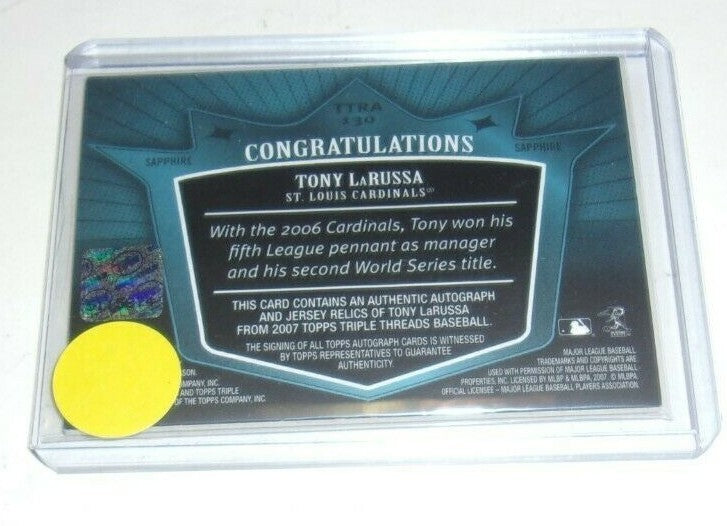 TTRA
130
CONGRATULATIONS
SAPPHIRE
SAPPHIRE
TONY LaRUSSA
ST. LOUIS CARDINALS
With the 2006 Cardinals, Tony won his
fifth League pennant as manager
and his second World Series title.
THIS CARD CONTAINS AN AUTHENTIC AUTOGRAPH
AND JERSEY RELICS OF TONY LaRUSSA
FROM 2007 TOPPS TRIPLE THREADS BASEBALL.
THE SIGNING OF ALL TOPPS AUTOGRAPH CARDS IS WITNESSED
BY TOPPS REPRESENTATIVES TO GUARANTEE
AUTHENTICITY.
SON
COMPANY, INC.
AND TOPPS TRIPLE
OF THE TOPPS COMPANY, INC.
MAJOR LEAGUE BASEBALL
TRADEMARKS AND COPYRIGHTS ARE
USED WITH PERMISSION OF MAJOR LEAGUE BASEBALL
PROPERTIES, INC. LICENSED BY MLBP & MLBPA, 2007 © MLBPA,
OFFICIAL LICENSEE – MAJOR LEAGUE BASEBALL PLAYERS ASSOCIATION.